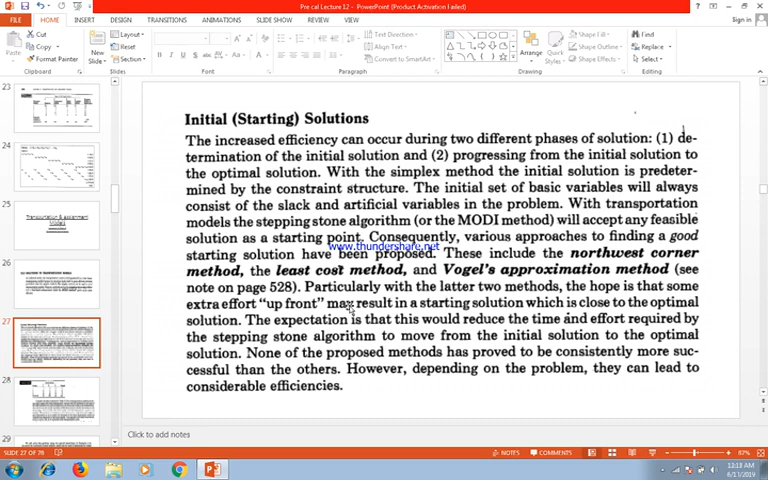 Pre cal Lecture 12 - PowerPoint (Product Activation Failed)
FILE HOME INSERT DESIGN TRANSITIONS ANIMATIONS SLIDE SHOW REVIEW VIEW Sign in
Cut
Copy
Format Painter
Paste
Clipboard
New Slide
Layout
Reset
Section
Slides
Font
Text Direction
Align Text
Convert to SmartArt
Paragraph
Arrange
Quick Styles
Shape Fill
Shape Outline
Shape Effects
Drawing
Find
Replace
Select
Editing
23
24
25
Transportation & assignment
26
27
28
29
Initial (Starting) Solutions
The increased efficiency can occur during two different phases of solution: (1) de-
termination of the initial solution and (2) progressing from the initial solution to
the optimal solution. With the simplex method the initial solution is predeter-
mined by the constraint structure. The initial set of basic variables will always
consist of the slack and artificial variables in the problem. With transportation
models the stepping stone algorithm (or the MODI method) will accept any feasible
solution as a starting point. Consequently, various approaches to finding a good
www.thundershare.net
starting solution have been proposed. These include the northwest corner
method, the least cost method, and Vogel's approximation method (see
note on page 528). Particularly with the latter two methods, the hope is that some
extra effort “up front” may result in a starting solution which is close to the optimal
solution. The expectation is that this would reduce the time and effort required by
the stepping stone algorithm to move from the initial solution to the optimal
solution. None of the proposed methods has proved to be consistently more suc-
cessful than the others. However, depending on the problem, they can lead to
considerable efficiencies.
Click to add notes
SLIDE 27 OF 78 NOTES COMMENTS 87%
12:13 AM
6/17/2019